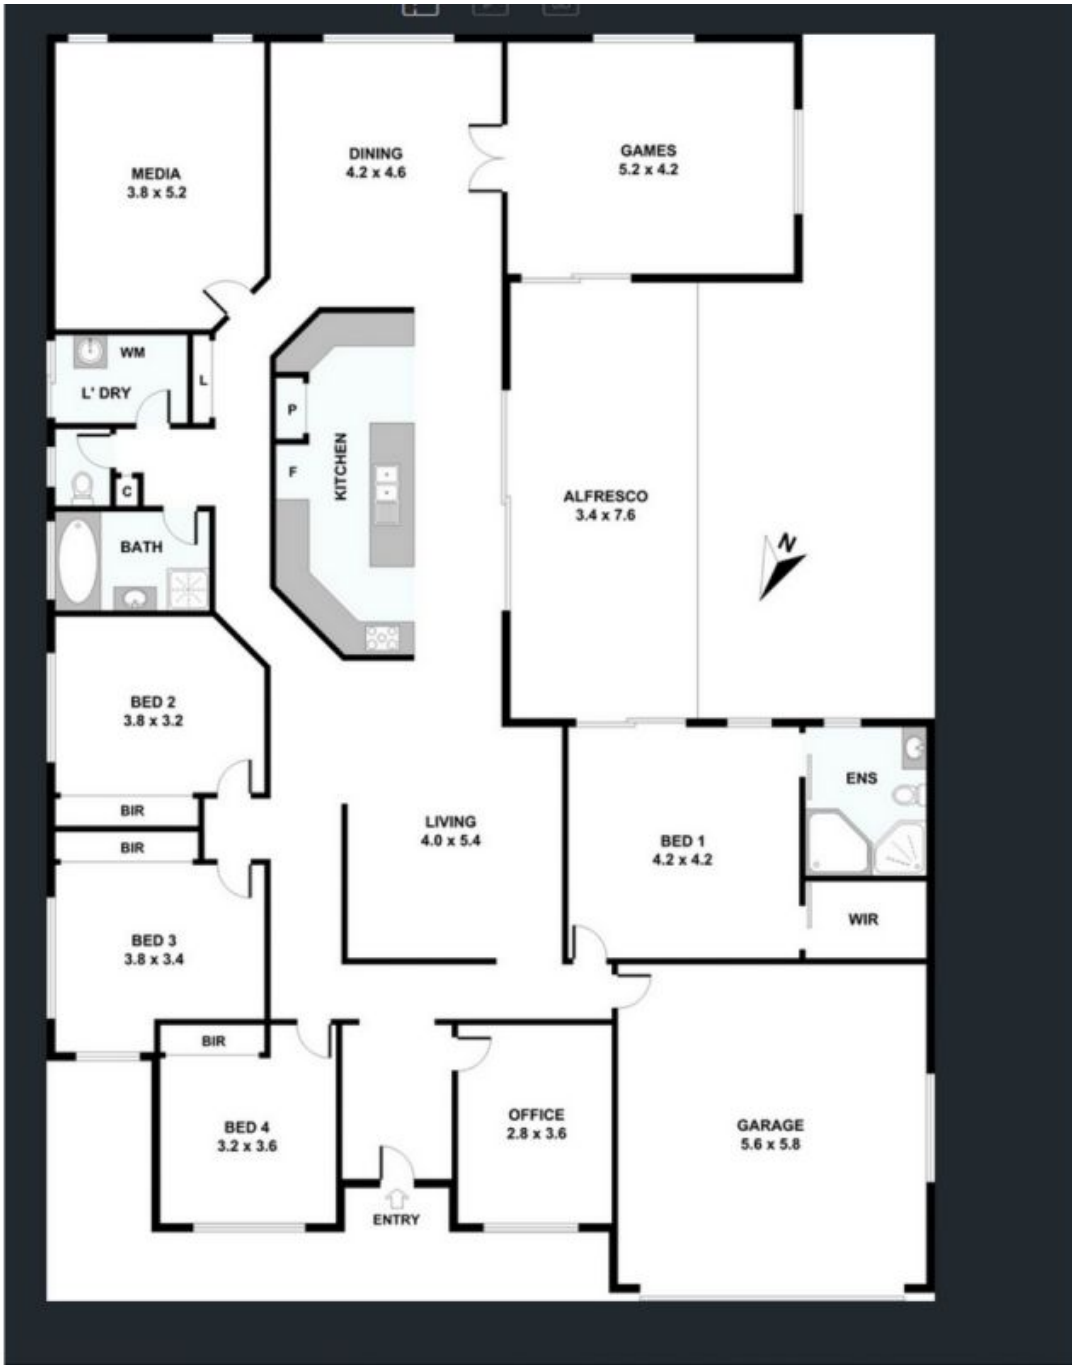 MEDIA
3.8 x 5.2
DINING
4.2 x 4.6
GAMES
5.2 x 4.2
WM
L' DRY
L
P
F
KITCHEN
C
BATH
ALFRESCO
3.4 x 7.6
N
BED 2
3.8 x 3.2
BIR
BIR
BED 3
3.8 x 3.4
LIVING
4.0 x 5.4
BED 1
4.2 x 4.2
ENS
WIR
BIR
BED 4
3.2 x 3.6
OFFICE
2.8 x 3.6
GARAGE
5.6 x 5.8
ENTRY